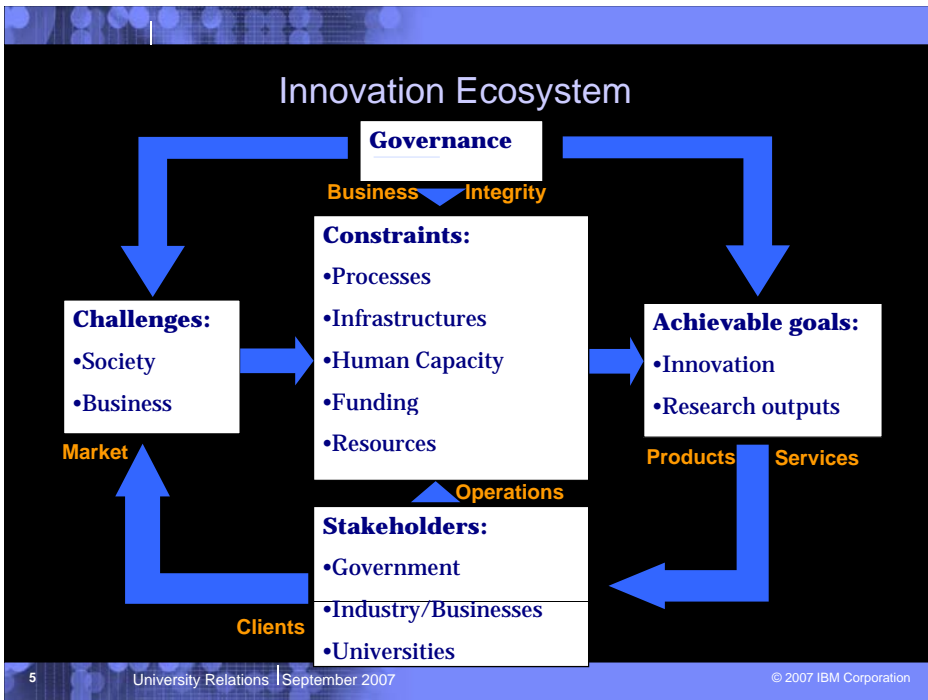 Innovation Ecosystem
Governance
Business Integrity
Constraints:
•Processes
•Infrastructures
•Human Capacity
•Funding
•Resources
Challenges:
•Society
•Business
Market
Achievable goals:
•Innovation
•Research outputs
Products Services
Operations
Stakeholders:
•Government
•Industry/Businesses
•Universities
Clients
5 University Relations September 2007 © 2007 IBM Corporation